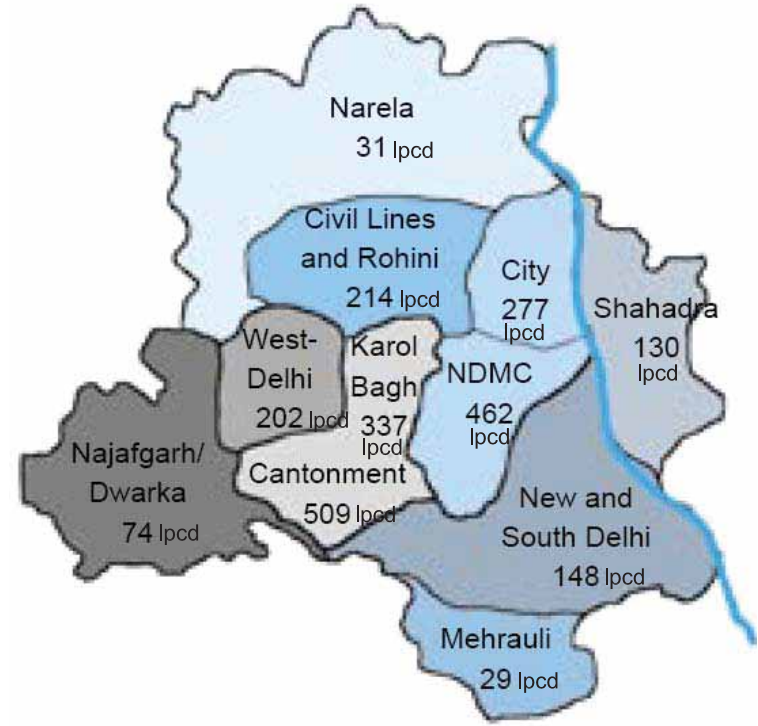 Narela
31 lpcd
Civil Lines
and Rohini
214 lpcd
City
277
lpcd
Shahadra
130
lpcd
West-
Delhi
202 lpcd
Karol
Bagh
337
lpcd
NDMC
462
lpcd
Najafgarh/
Dwarka
74 lpcd
Cantonment
509 lpcd
New and
South Delhi
148 lpcd
Mehrauli
29 lpcd